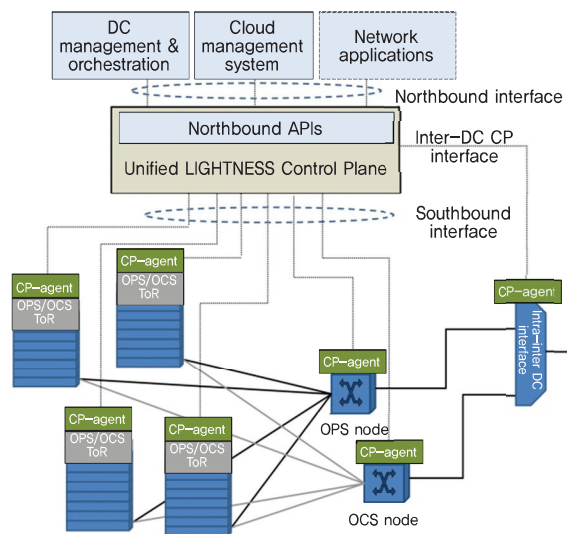 DC
management &
orchestration
Cloud
management
system
Network
applications
Northbound interface
Northbound APIs
Unified LIGHTNESS Control Plane
Inter-DC CP
interface
Southbound
interface
CP-agent
OPS/OCS
ToR
CP-agent
OPS/OCS
ToR
CP-agent
Intra-inter DC
interface
CP-agent
OPS node
CP-agent
OPS/OCS
ToR
CP-agent
OPS/OCS
ToR
CP-agent
OCS node